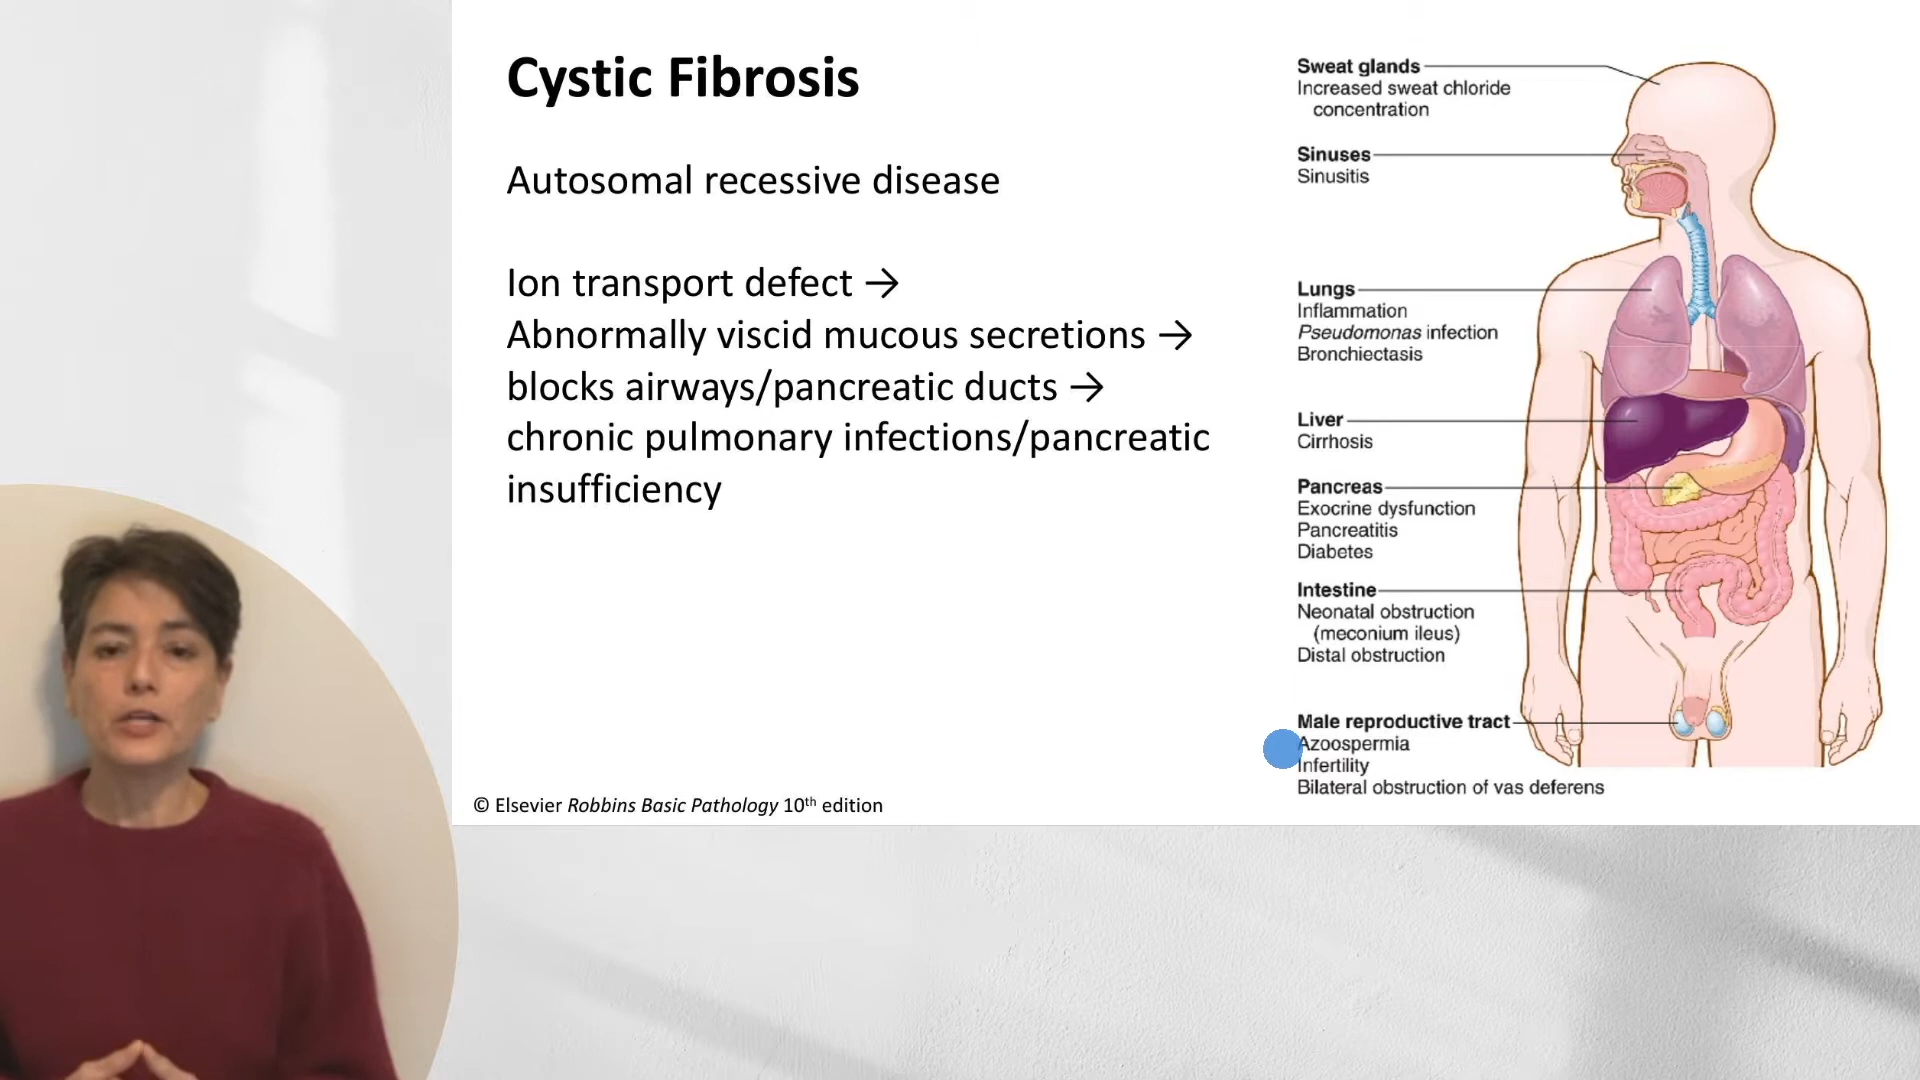 Cystic Fibrosis
Autosomal recessive disease
Ion transport defect →
Abnormally viscid mucous secretions →
blocks airways/pancreatic ducts →
chronic pulmonary infections/pancreatic
insufficiency
© Elsevier Robbins Basic Pathology 10th edition
Sweat glands
Increased sweat chloride
concentration
Sinuses
Sinusitis
Lungs
Inflammation
Pseudomonas infection
Bronchiectasis
Liver
Cirrhosis
Pancreas
Exocrine dysfunction
Pancreatitis
Diabetes
Intestine
Neonatal obstruction
(meconium ileus)
Distal obstruction
Male reproductive tract
Azoospermia
Infertility
Bilateral obstruction of vas deferens